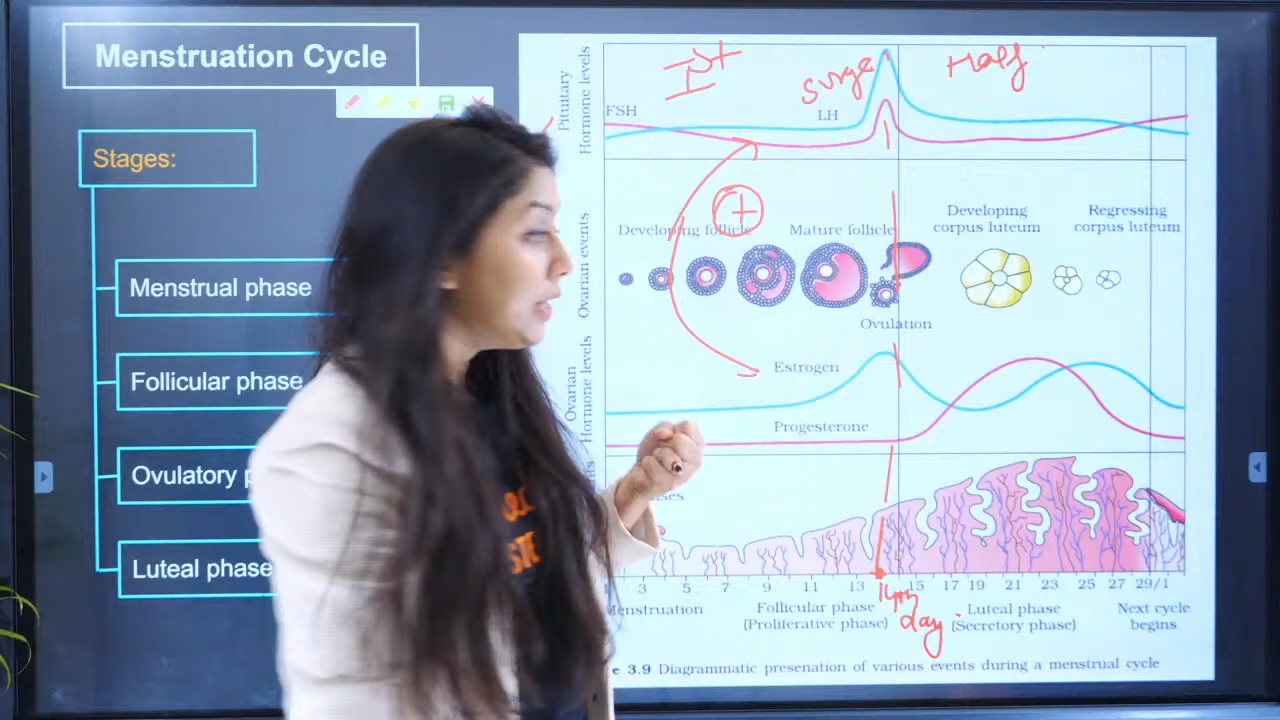 Menstruation Cycle
Stages:
Menstrual phase
Follicular phase
Ovulatory p
Luteal phase
Pituitary
Hormone levels
Ist
Surge
Half
FSH
LH
+
Ovarian events
Developing follicle
Mature follicle
Developing
corpus luteum
Regressing
corpus luteum
Ovulation
Ovarian
Hormone levels
Estrogen
Progesterone
3 5 7 9 11 13 15 17 19 21 23 25 27 29/1
14th
day
Menstruation
Follicular phase
(Proliferative phase)
Luteal phase
(Secretory phase)
Next cycle
begins
3.9 Diagrammatic presenation of various events during a menstrual cycle